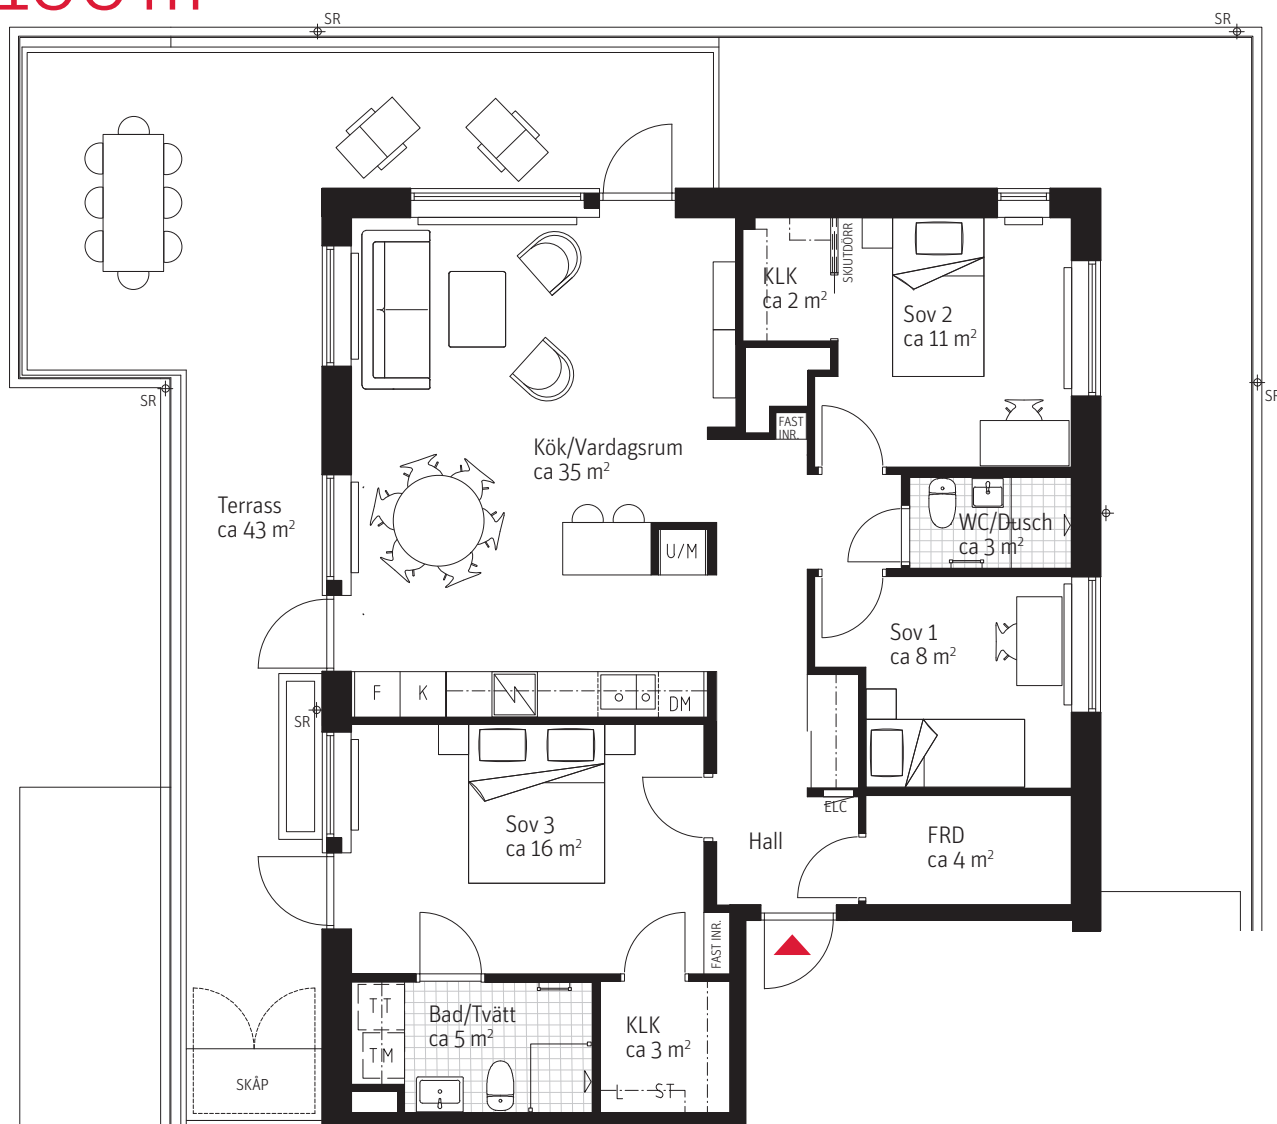 SR
SR
KLK
ca 2 m²
SKJUTDÖRR
Sov 2
ca 11 m²
SR
SR
FAST
INR.
Kök/Vardagsrum
ca 35 m²
Terrass
ca 43 m²
WC/Dusch
ca 3 m²
U/M
Sov 1
ca 8 m²
F
K
DM
SR
ELC
Sov 3
ca 16 m²
Hall
FRD
ca 4 m²
FAST INR.
TT
Bad/Tvätt
ca 5 m²
KLK
ca 3 m²
TM
SKÅP
L
ST